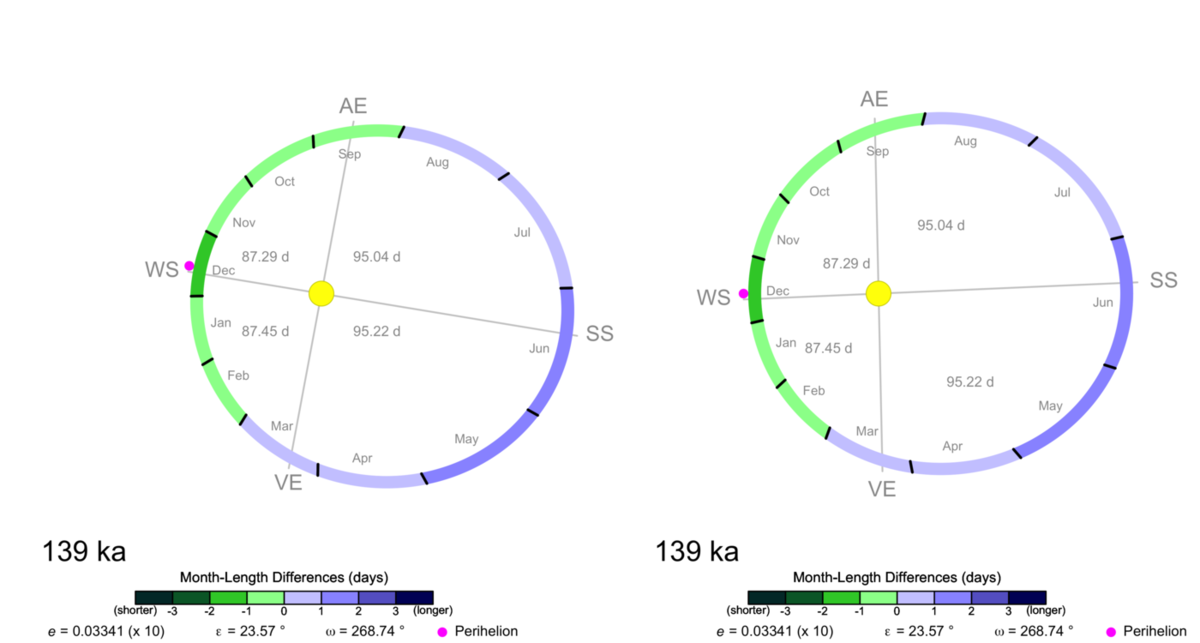 AE
Sep
Aug
Oct
Jul
Nov
87.29 d
95.04 d
WS
Dec
SS
Jan
87.45 d
95.22 d
Jun
Feb
Mar
May
Apr
VE
139 ka
Month-Length Differences (days)
(shorter) -3 -2 -1 0 1 2 3 (longer)
e = 0.03341 (x 10) ε = 23.57 ° ω = 268.74 ° Perihelion
AE
Sep
Aug
Oct
Jul
95.04 d
Nov
87.29 d
WS
Dec
SS
Jun
Jan
87.45 d
95.22 d
Feb
May
Mar
Apr
VE
139 ka
Month-Length Differences (days)
(shorter) -3 -2 -1 0 1 2 3 (longer)
e = 0.03341 (x 10) ε = 23.57 ° ω = 268.74 ° Perihelion